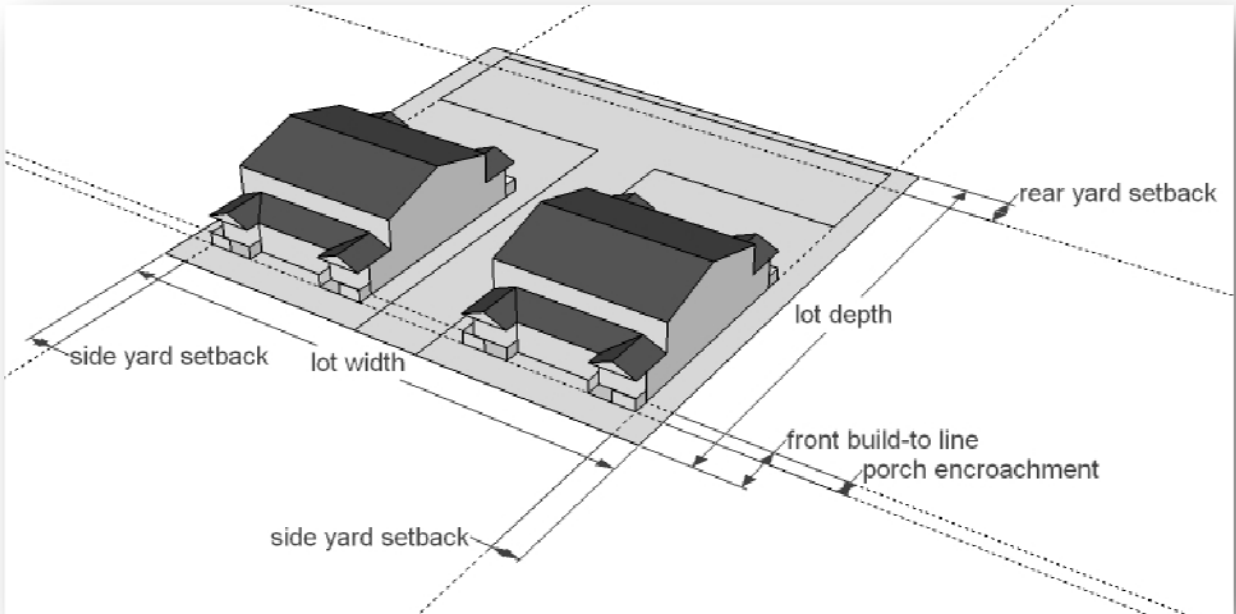 rear yard setback
lot depth
side yard setback
lot width
front build-to line
porch encroachment
side yard setback